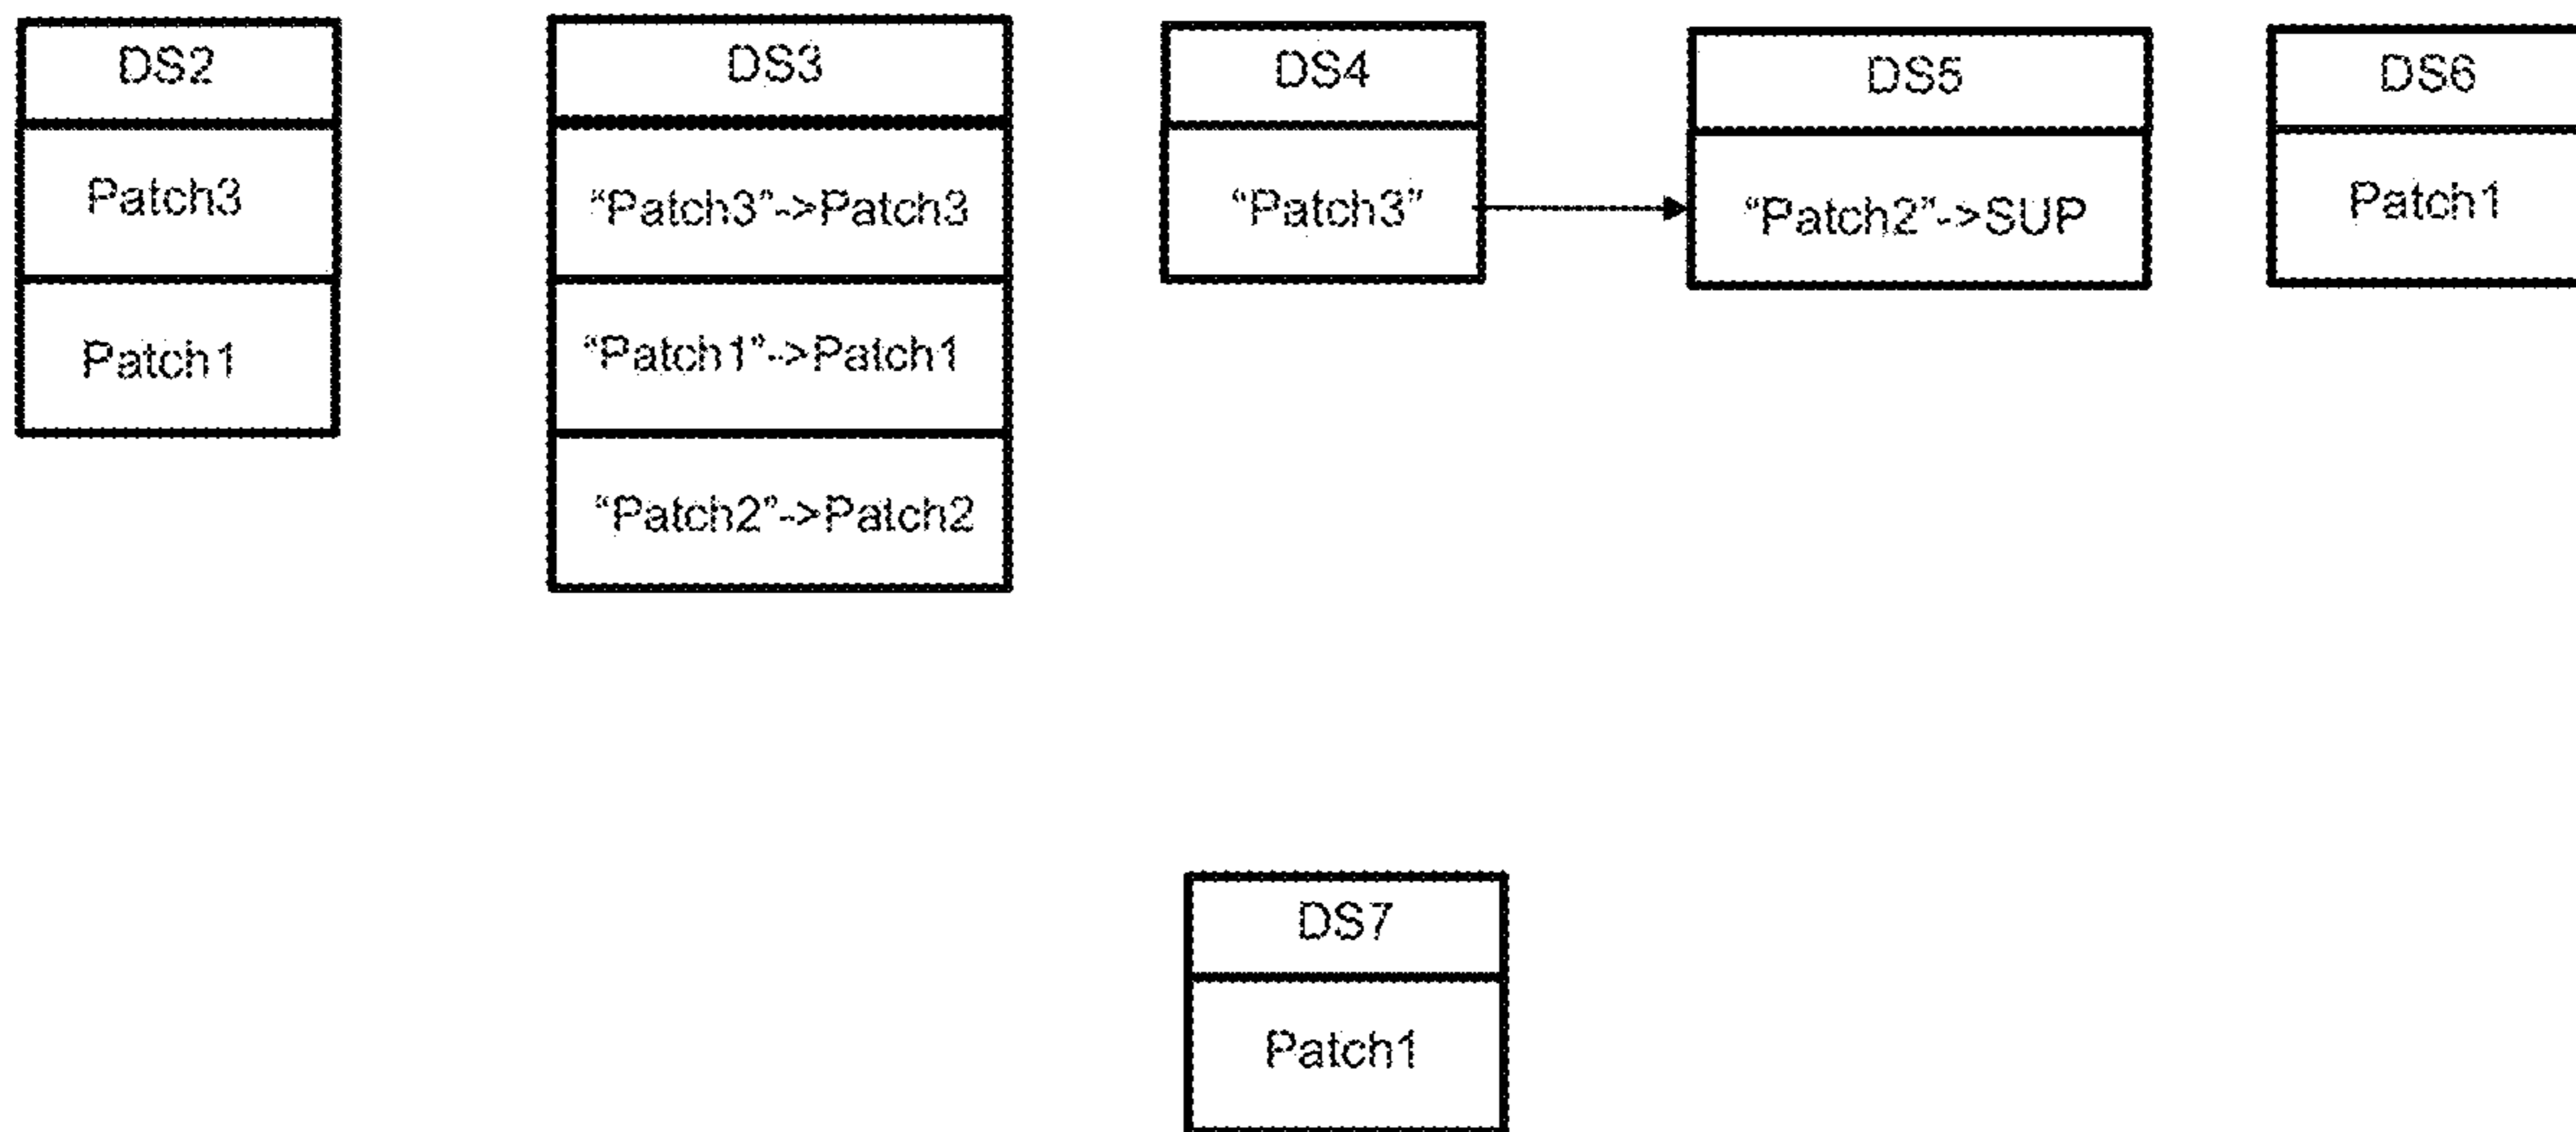 DS2
Patch3
Patch1
DS3
“Patch3”->Patch3
“Patch1”->Patch1
“Patch2”->Patch2
DS4
“Patch3”
DS5
“Patch2”->SUP
DS6
Patch1
DS7
Patch1